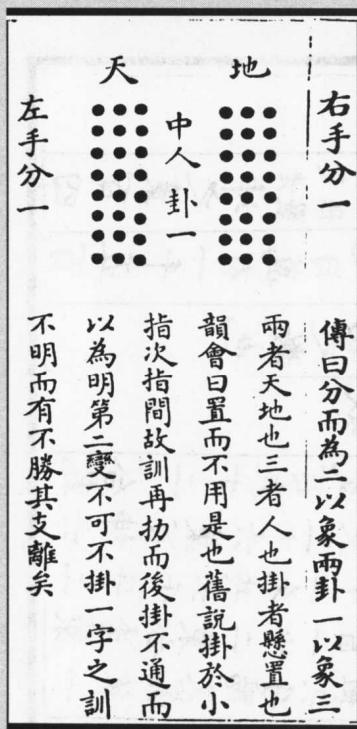 右手分一
地
中人卦一
天
左手分一
傳曰分而為二以象兩卦一以象三
兩者天地也三者人也掛者懸置也
韻會曰置而不用是也舊說掛於小
指次指間故訓再扐而後掛不通而
以為明第二變不可不掛一字之訓
不明而有不勝其支離矣